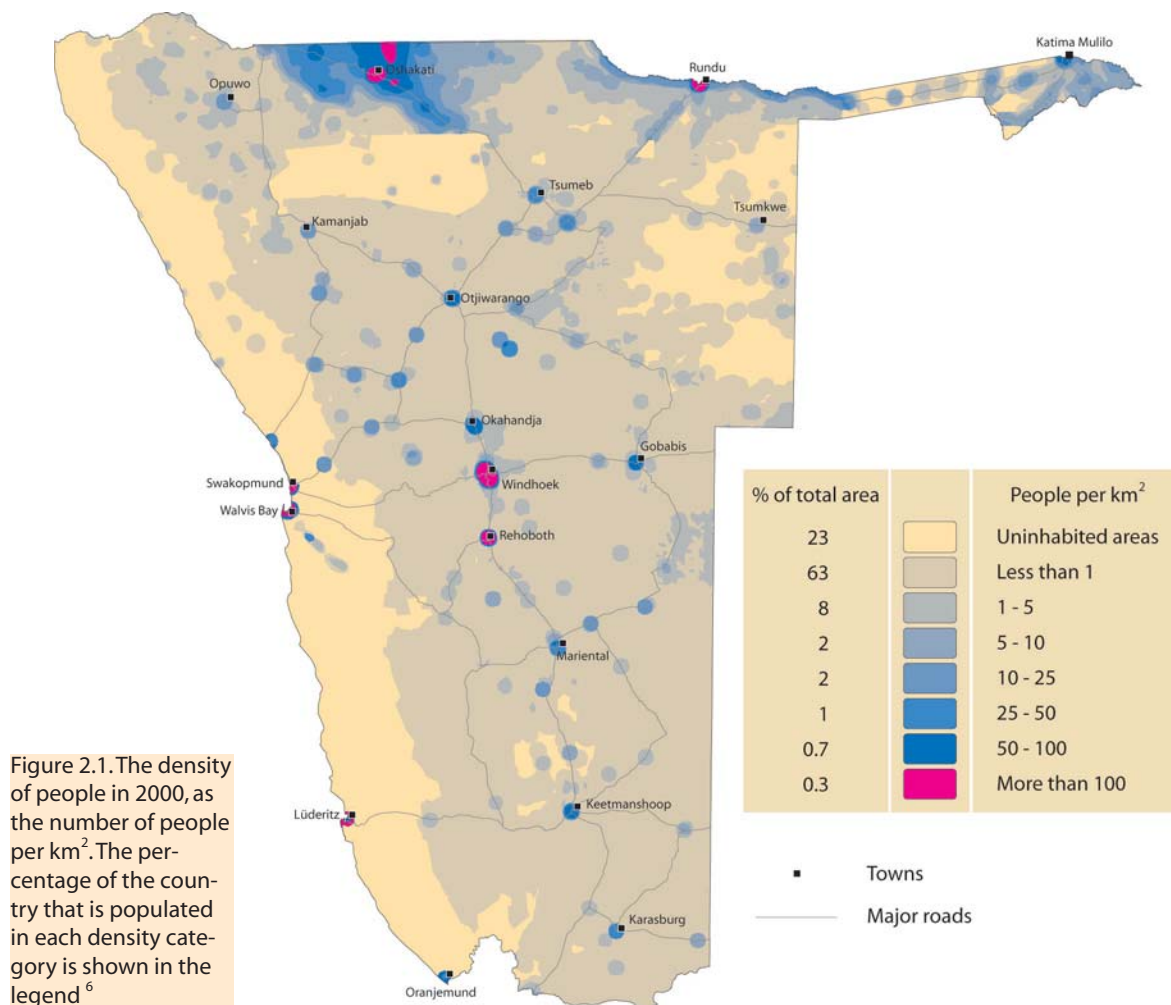 Katima Mulilo
Rundu
Oshakati
Opuwo
Tsumeb
Tsumkwe
Kamanjab
Otjiwarango
Okahandja
Gobabis
Windhoek
Swakopmund
Walvis Bay
Rehoboth
Mariental
Keetmanshoop
Lüderitz
Karasburg
Oranjemund
% of total area People per km²
23 Uninhabited areas
63 Less than 1
8 1 - 5
2 5 - 10
2 10 - 25
1 25 - 50
0.7 50 - 100
0.3 More than 100
Towns
Major roads
Figure 2.1. The density
of people in 2000, as
the number of people
per km². The per-
centage of the coun-
try that is populated
in each density cate-
gory is shown in the
legend ⁶